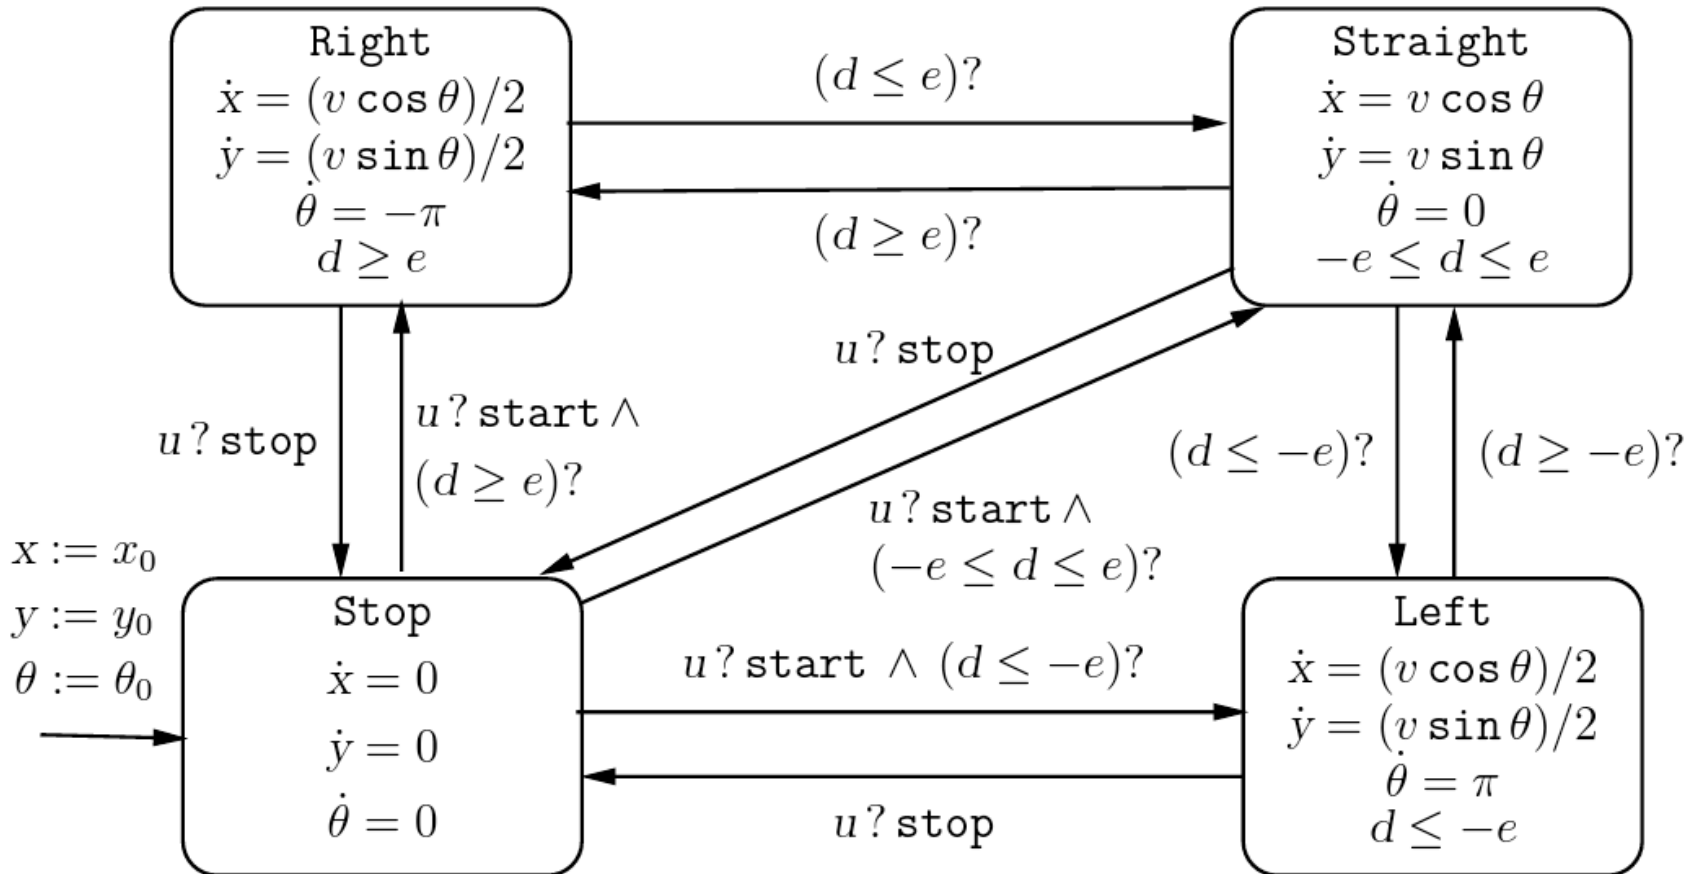 Right
ẋ = (v cos θ)/2
ẏ = (v sin θ)/2
θ̇ = −π
d ≥ e
(d ≤ e)?
(d ≥ e)?
Straight
ẋ = v cos θ
ẏ = v sin θ
θ̇ = 0
−e ≤ d ≤ e
u? stop
u? start ∧
(d ≥ e)?
u? stop
u? start ∧
(−e ≤ d ≤ e)?
(d ≤ −e)?
(d ≥ −e)?
x := x₀
y := y₀
θ := θ₀
Stop
ẋ = 0
ẏ = 0
θ̇ = 0
u? start ∧ (d ≤ −e)?
u? stop
Left
ẋ = (v cos θ)/2
ẏ = (v sin θ)/2
θ̇ = π
d ≤ −e